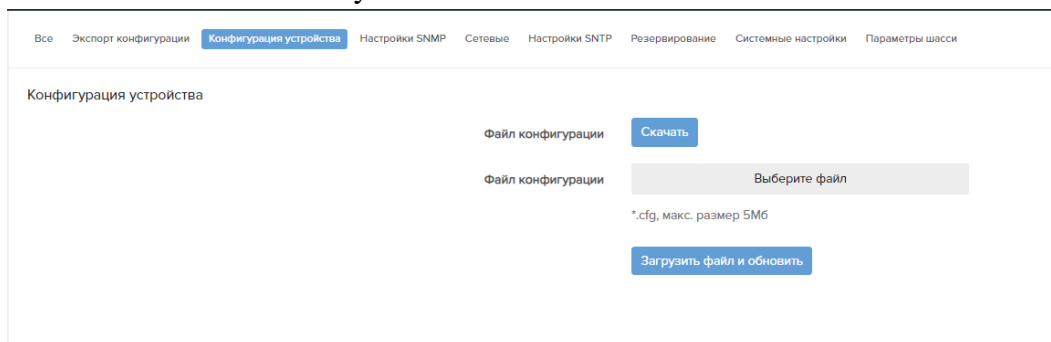 Все Экспорт конфигурации Конфигурация устройства Настройки SNMP Сетевые Настройки SNTP Резервирование Системные настройки Параметры шасси
Конфигурация устройства
Файл конфигурации Скачать
Файл конфигурации Выберите файл
*.cfg, макс. размер 5Мб
Загрузить файл и обновить